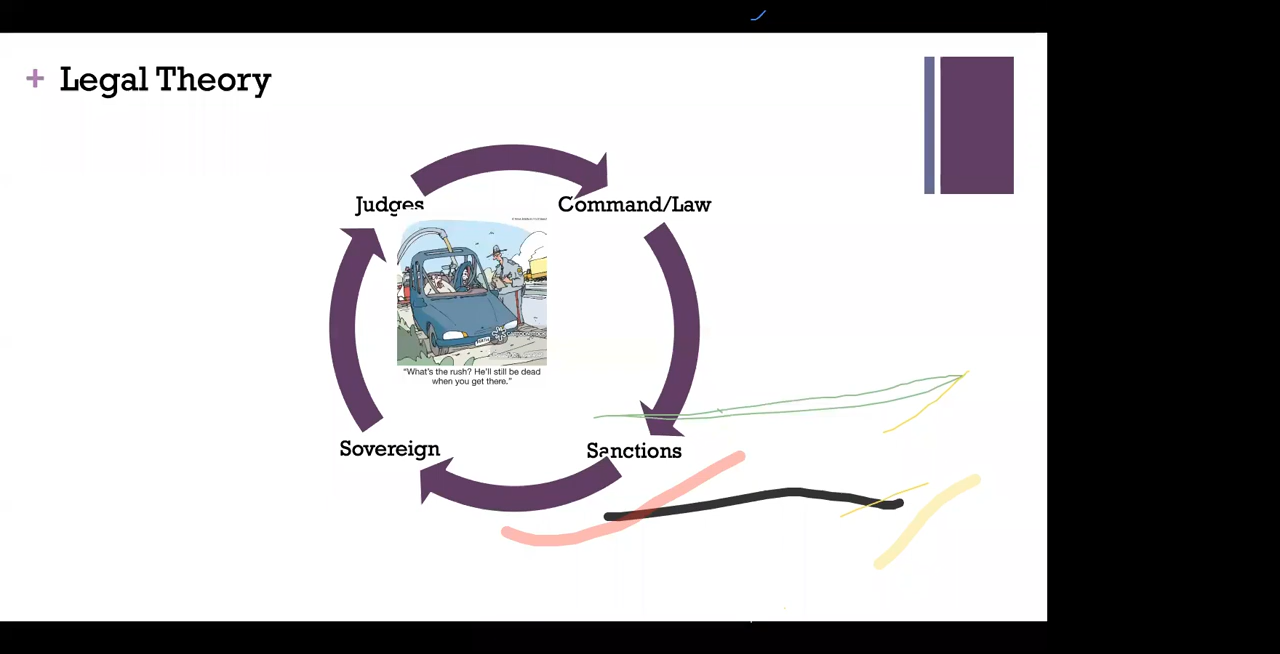 + Legal Theory
Judges
Command/Law
"What's the rush? He'll still be dead
when you get there."
Sovereign
Sanctions